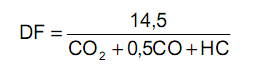 DF = 14,5 / (CO₂ + 0,5CO + HC)